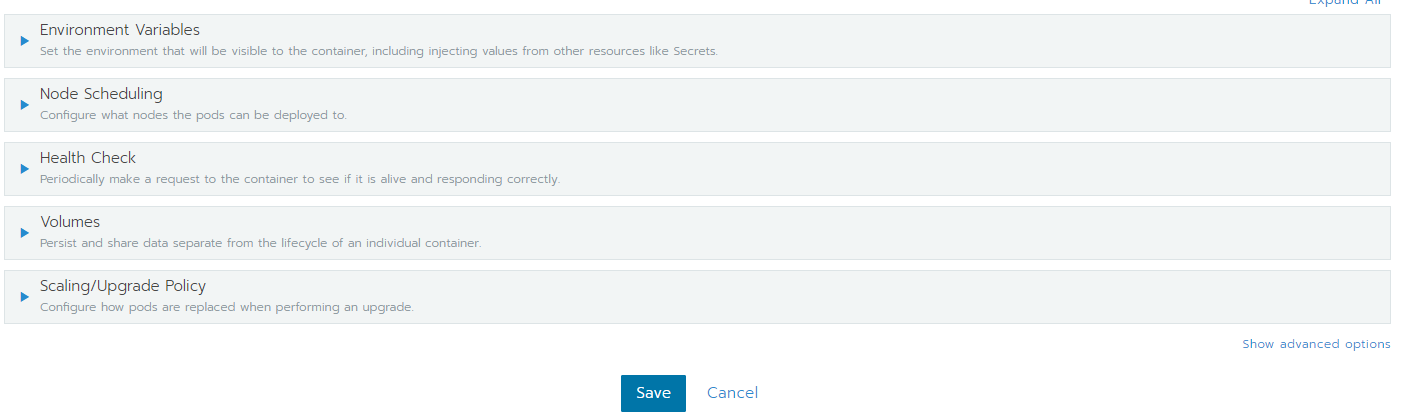 Expand All
Environment Variables
Set the environment that will be visible to the container, including injecting values from other resources like Secrets.
Node Scheduling
Configure what nodes the pods can be deployed to.
Health Check
Periodically make a request to the container to see if it is alive and responding correctly.
Volumes
Persist and share data separate from the lifecycle of an individual container.
Scaling/Upgrade Policy
Configure how pods are replaced when performing an upgrade.
Show advanced options
Save Cancel